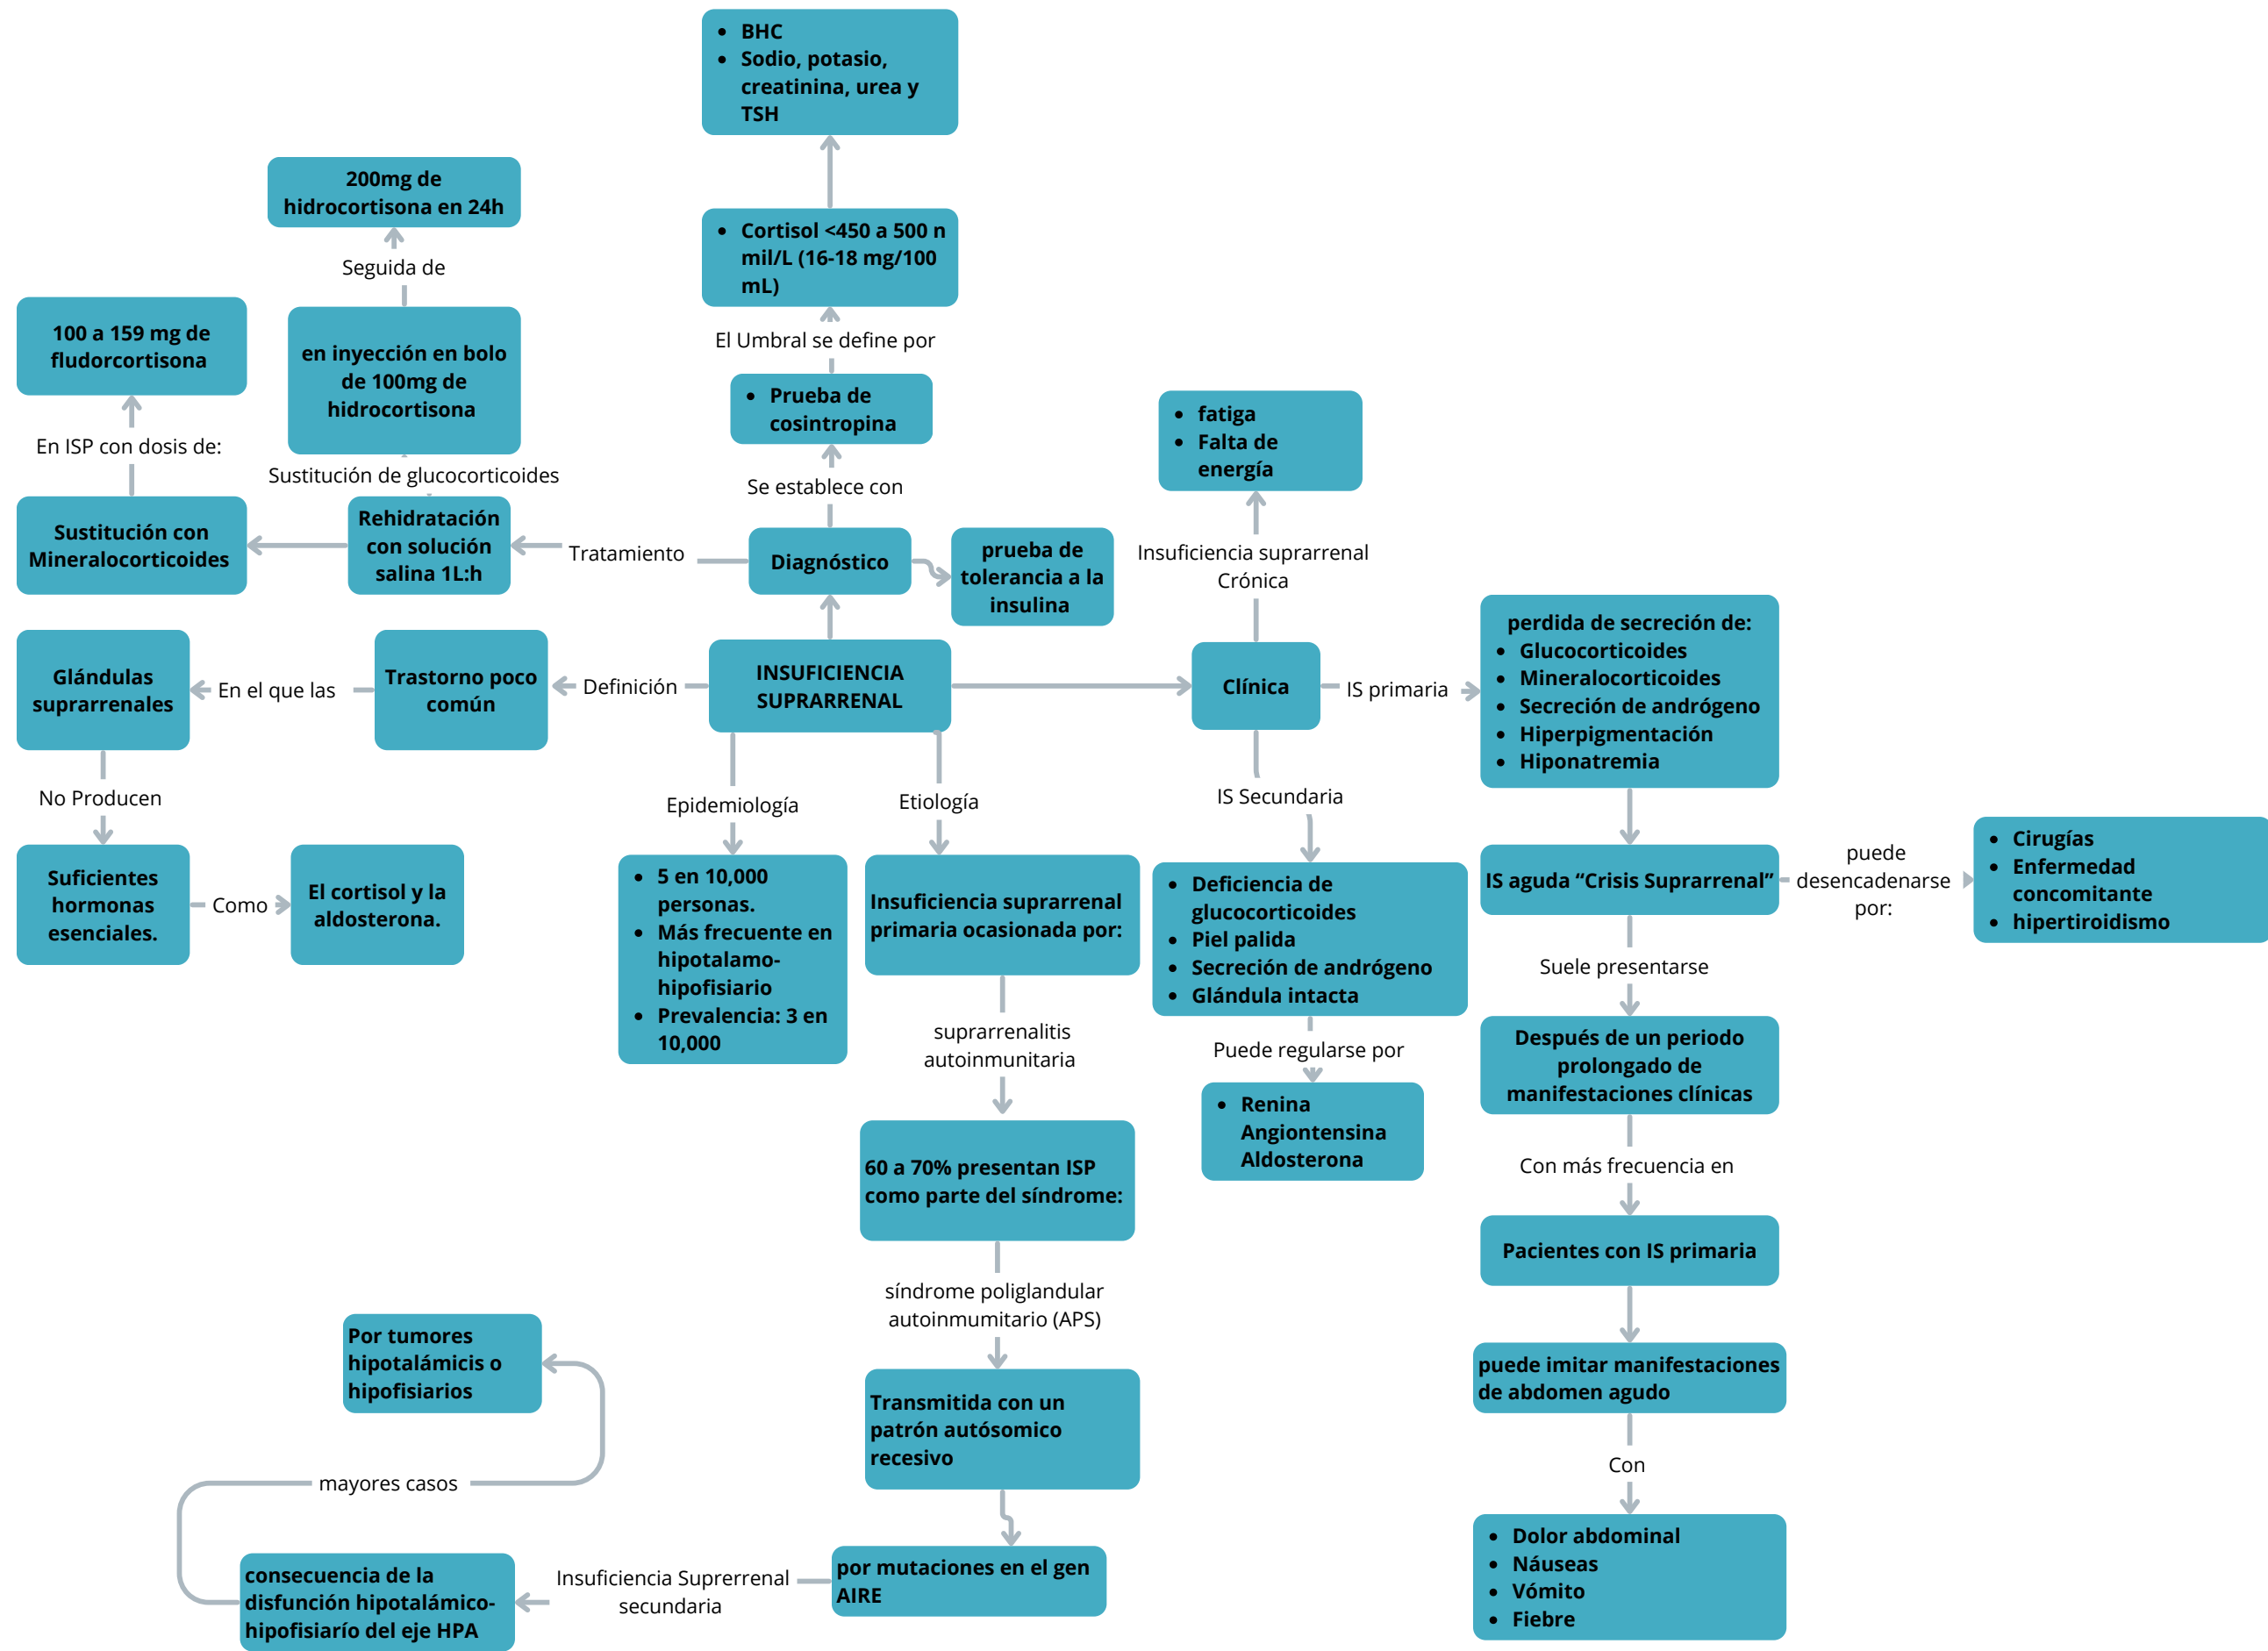 BHC
Sodio, potasio,
creatinina, urea y
TSH
200mg de
hidrocortisona en 24h
Cortisol <450 a 500 n
mil/L (16-18 mg/100
mL)
Seguida de
100 a 159 mg de
fludorcortisona
en inyección en bolo
de 100mg de
hidrocortisona
El Umbral se define por
Prueba de
cosintropina
fatiga
Falta de
energía
En ISP con dosis de:
Sustitución de glucocorticoides
Se establece con
Sustitución con
Mineralocorticoides
Rehidratación
con solución
salina 1L:h
Tratamiento
Diagnóstico
prueba de
tolerancia a la
insulina
Insuficiencia suprarrenal
Crónica
Glándulas
suprarrenales
En el que las
Trastorno poco
común
Definición
INSUFICIENCIA
SUPRARRENAL
Clínica
IS primaria
perdida de secreción de:
Glucocorticoides
Mineralocorticoides
Secreción de andrógeno
Hiperpigmentación
Hiponatremia
No Producen
Epidemiología
Etiología
IS Secundaria
Suficientes
hormonas
esenciales.
Como
El cortisol y la
aldosterona.
5 en 10,000
personas.
Más frecuente en
hipotalamo-
hipofisiario
Prevalencia: 3 en
10,000
Insuficiencia suprarrenal
primaria ocasionada por:
Deficiencia de
glucocorticoides
Piel palida
Secreción de andrógeno
Glándula intacta
IS aguda “Crisis Suprarrenal”
puede
desencadenarse
por:
Cirugías
Enfermedad
concomitante
hipertiroidismo
Suele presentarse
suprarrenalitis
autoinmunitaria
Puede regularse por
Después de un periodo
prolongado de
manifestaciones clínicas
Renina
Angiontensina
Aldosterona
60 a 70% presentan ISP
como parte del síndrome:
Con más frecuencia en
Pacientes con IS primaria
síndrome poliglandular
autoinmumitario (APS)
Por tumores
hipotalámicis o
hipofisiarios
puede imitar manifestaciones
de abdomen agudo
Transmitida con un
patrón autósomico
recesivo
mayores casos
Con
consecuencia de la
disfunción hipotalámico-
hipofisiarío del eje HPA
Insuficiencia Suprerrenal
secundaria
por mutaciones en el gen
AIRE
Dolor abdominal
Náuseas
Vómito
Fiebre